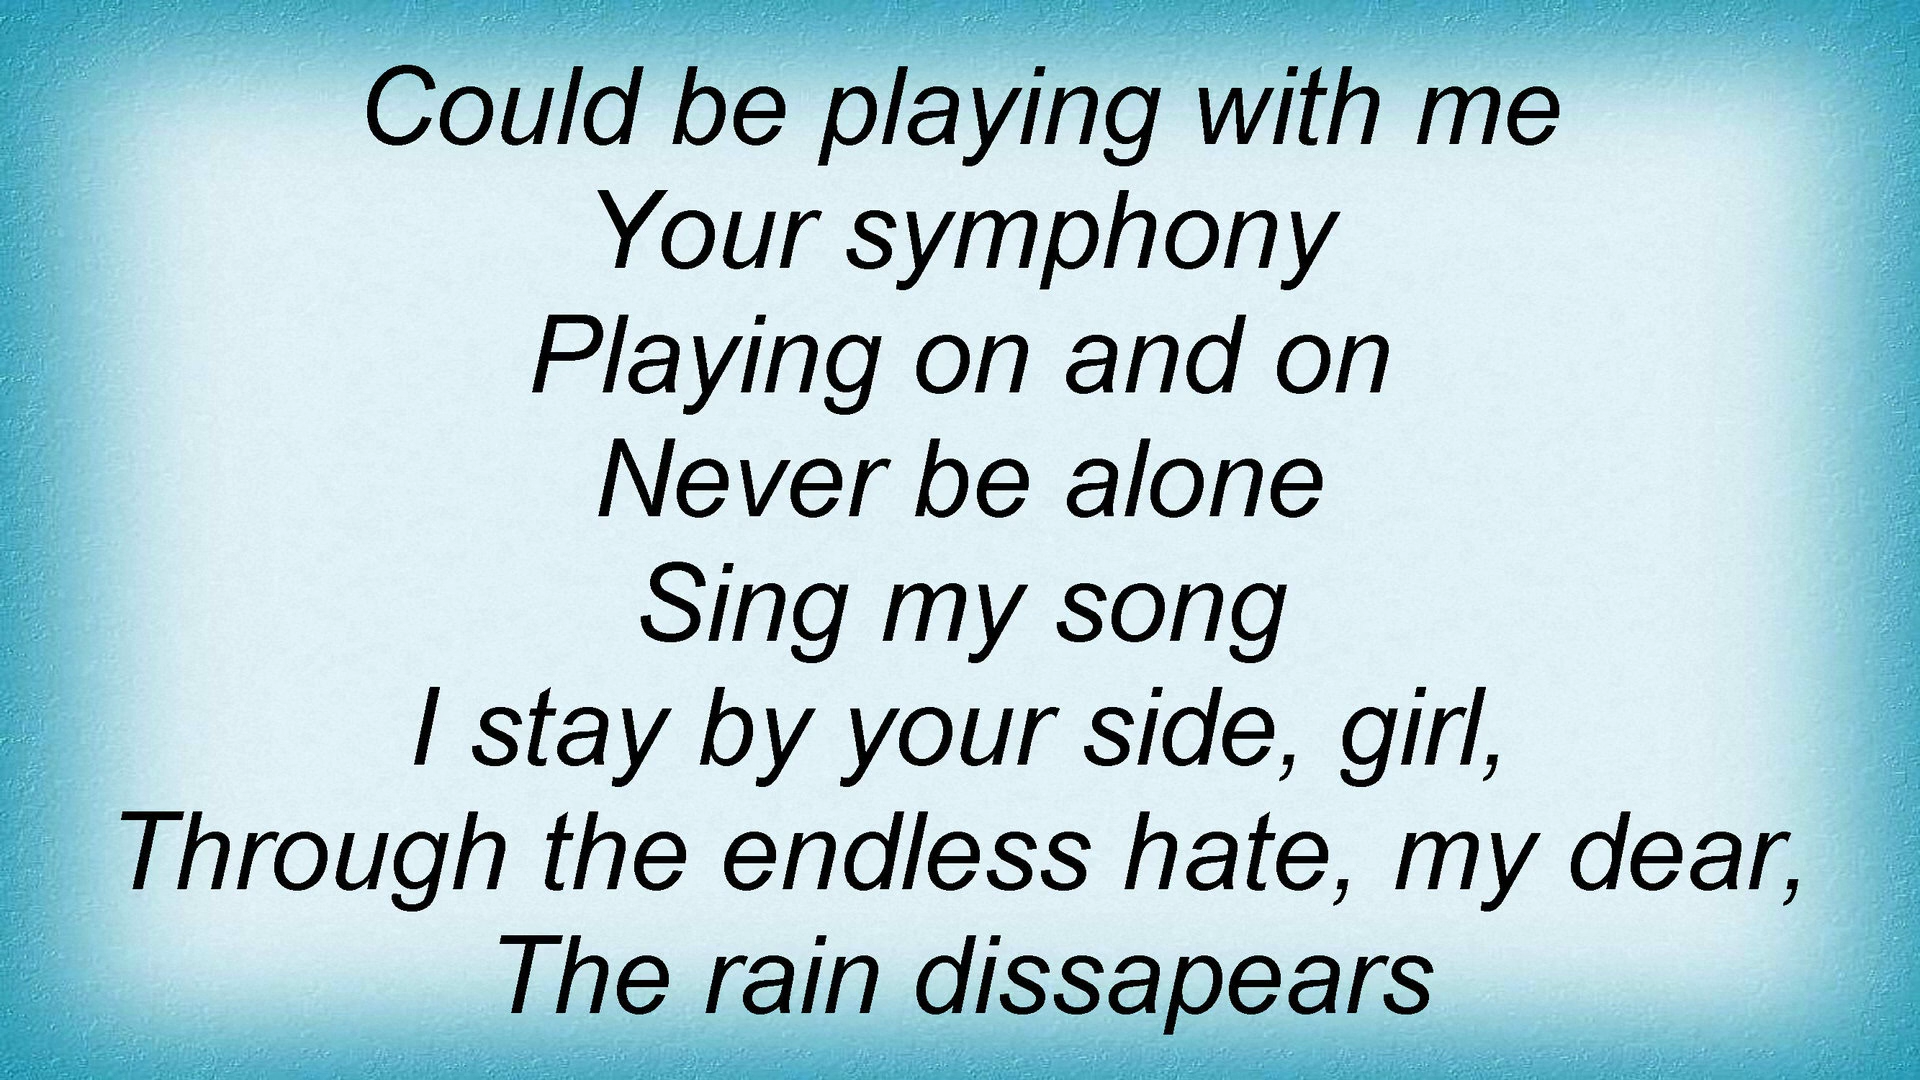 Could be playing with me
Your symphony
Playing on and on
Never be alone
Sing my song
I stay by your side, girl,
Through the endless hate, my dear,
The rain dissapears